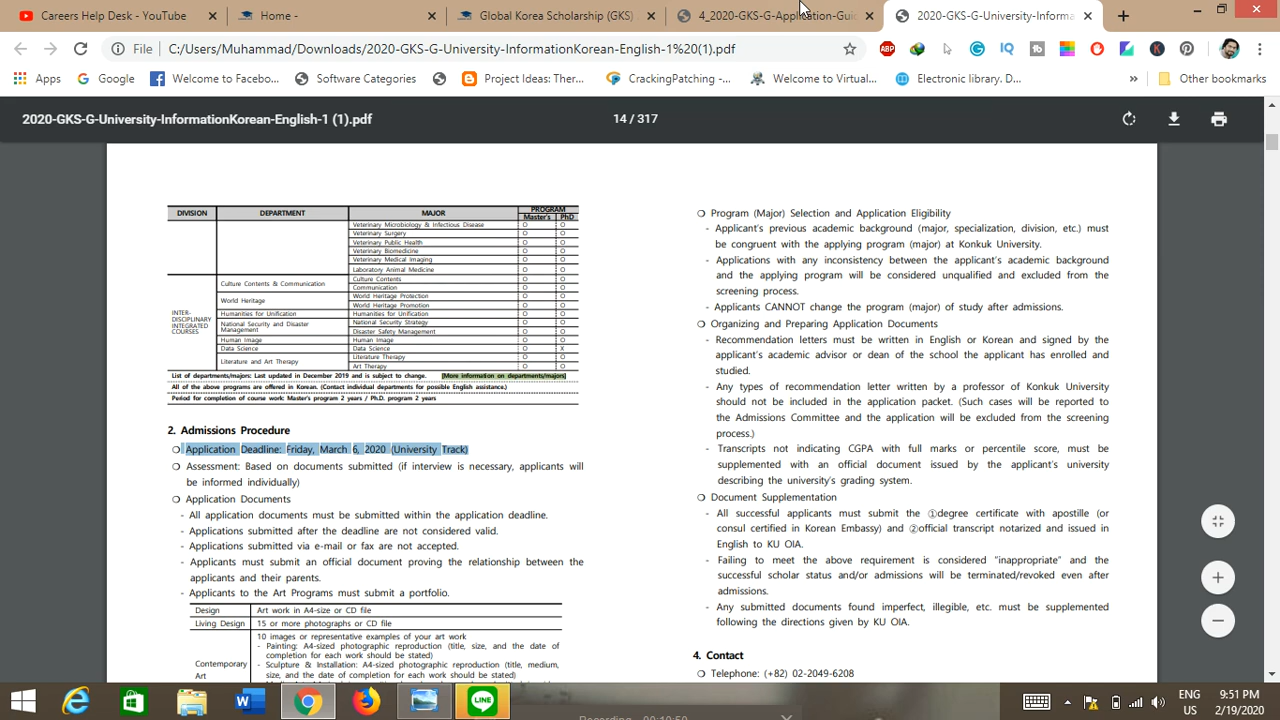 Careers Help Desk - YouTube
Home -
Global Korea Scholarship (GKS)
4_2020-GKS-G-Application-Gui
2020-GKS-G-University-Informa
File
C:/Users/Muhammad/Downloads/2020-GKS-G-University-InformationKorean-English-1%20(1).pdf
Apps
Google
Welcome to Facebo...
Software Categories
Project Ideas: Ther...
CrackingPatching -...
Welcome to Virtual...
Electronic library. D...
»
Other bookmarks
2020-GKS-G-University-InformationKorean-English-1 (1).pdf
14 / 317
DIVISION DEPARTMENT MAJOR PROGRAM
Master's PhD
Veterinary Microbiology & Infectious Disease O O
Veterinary Surgery O O
Veterinary Public Health O O
Veterinary Biomedicine O O
Veterinary Medical Imaging O O
Laboratory Animal Medicine O O
INTER-
DISCIPLINARY
INTEGRATED
COURSES
Culture Contents & Communication
Culture Contents O O
Communication O O
World Heritage
World Heritage Protection O O
World Heritage Promotion O O
Humanities for Unification Humanities for Unification O O
National Security and Disaster
Management
National Security Strategy O O
Disaster Safety Management O O
Human Image Human Image O O
Data Science Data Science O X
Literature and Art Therapy
Literature Therapy O O
Art Therapy O O
List of departments/majors: Last updated in December 2019 and is subject to change. [More information on departments/majors]
All of the above programs are offered in Korean. (Contact individual departments for possible English assistance.)
Period for completion of course work: Master's program 2 years / Ph.D. program 2 years
2. Admissions Procedure
❍ Application Deadline: Friday, March 6, 2020 (University Track)
❍ Assessment: Based on documents submitted (if interview is necessary, applicants will
be informed individually)
❍ Application Documents
- All application documents must be submitted within the application deadline.
- Applications submitted after the deadline are not considered valid.
- Applications submitted via e-mail or fax are not accepted.
- Applicants must submit an official document proving the relationship between the
applicants and their parents.
- Applicants to the Art Programs must submit a portfolio.
Design Art work in A4-size or CD file
Living Design 15 or more photographs or CD file
Contemporary
Art
10 images or representative examples of your art work
- Painting: A4-sized photographic reproduction (title, size, and the date of
completion for each work should be stated)
- Sculpture & Installation: A4-sized photographic reproduction (title, medium,
size, and the date of completion for each work should be stated)
❍ Program (Major) Selection and Application Eligibility
- Applicant's previous academic background (major, specialization, division, etc.) must
be congruent with the applying program (major) at Konkuk University.
- Applications with any inconsistency between the applicant's academic background
and the applying program will be considered unqualified and excluded from the
screening process.
- Applicants CANNOT change the program (major) of study after admissions.
❍ Organizing and Preparing Application Documents
- Recommendation letters must be written in English or Korean and signed by the
applicant's academic advisor or dean of the school the applicant has enrolled and
studied.
- Any types of recommendation letter written by a professor of Konkuk University
should not be included in the application packet. (Such cases will be reported to
the Admissions Committee and the application will be excluded from the screening
process.)
- Transcripts not indicating CGPA with full marks or percentile score, must be
supplemented with an official document issued by the applicant's university
describing the university's grading system.
❍ Document Supplementation
- All successful applicants must submit the ①degree certificate with apostille (or
consul certified in Korean Embassy) and ②official transcript notarized and issued in
English to KU OIA.
- Failing to meet the above requirement is considered "inappropriate" and the
successful scholar status and/or admissions will be terminated/revoked even after
admissions.
- Any submitted documents found imperfect, illegible, etc. must be supplemented
following the directions given by KU OIA.
4. Contact
❍ Telephone: (+82) 02-2049-6208
ENG
US
9:51 PM
2/19/2020